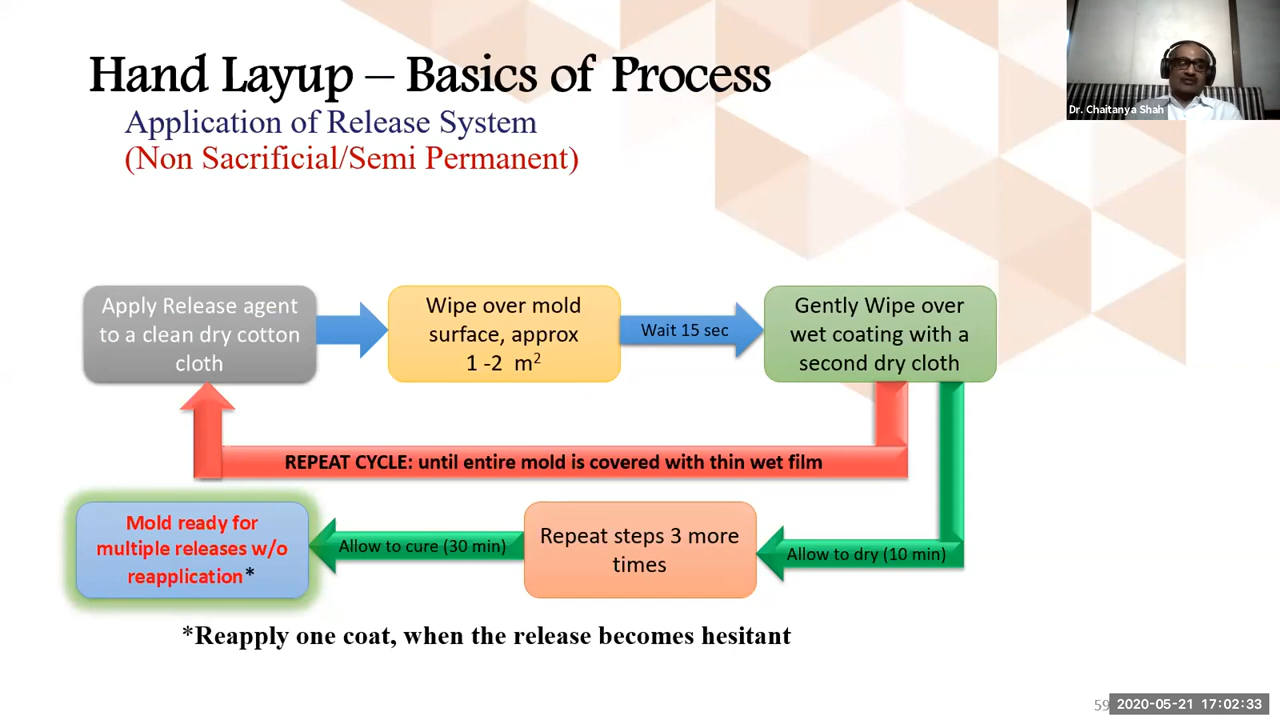 Hand Layup – Basics of Process
Dr. Chaitanya Shah
Application of Release System
(Non Sacrificial/Semi Permanent)
Apply Release agent
to a clean dry cotton
cloth
Wipe over mold
surface, approx
1 -2 m²
Wait 15 sec
Gently Wipe over
wet coating with a
second dry cloth
REPEAT CYCLE: until entire mold is covered with thin wet film
Allow to dry (10 min)
Repeat steps 3 more
times
Allow to cure (30 min)
Mold ready for
multiple releases w/o
reapplication*
*Reapply one coat, when the release becomes hesitant
59
2020-05-21 17:02:33